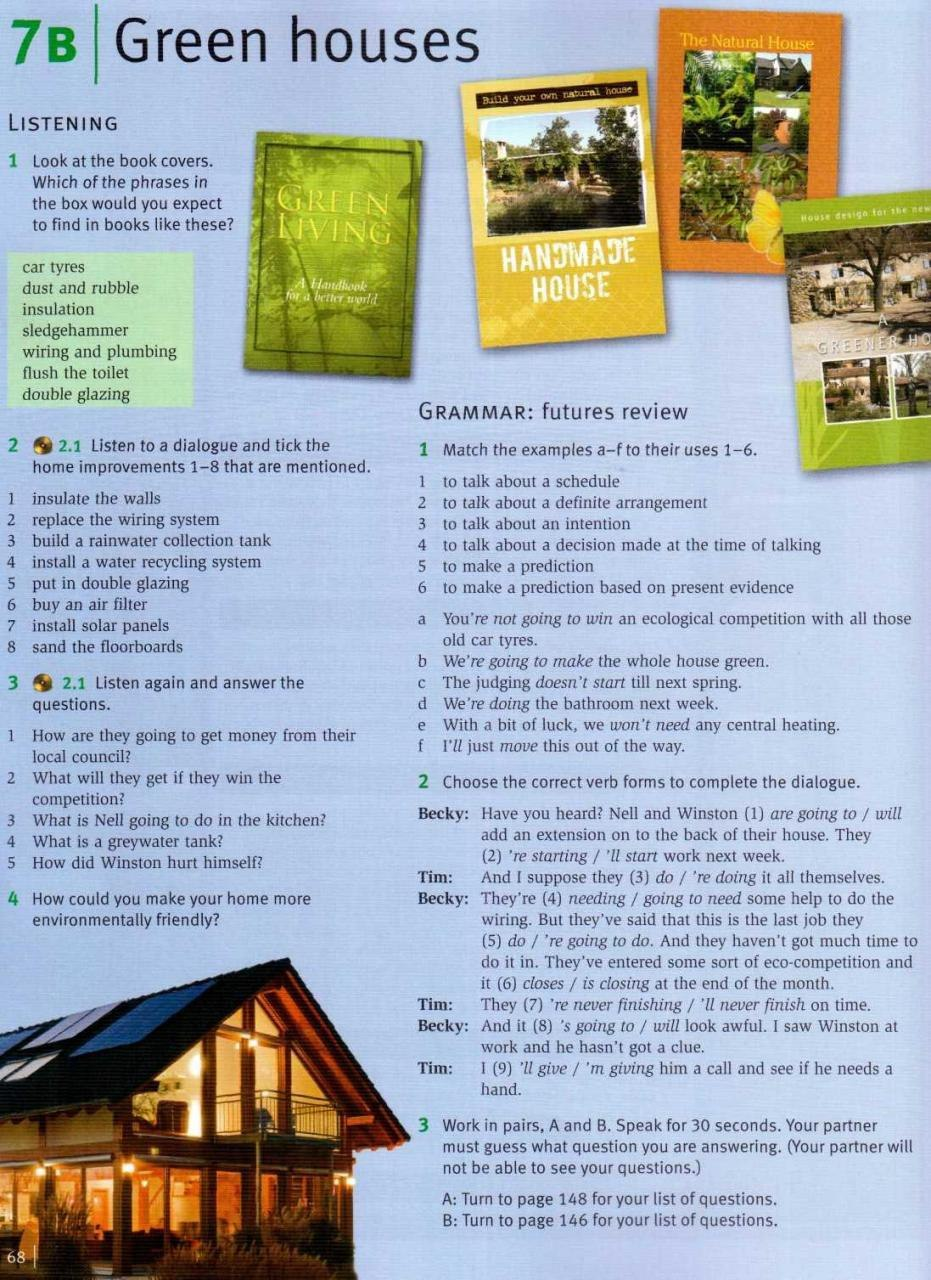 7B Green houses
LISTENING
1 Look at the book covers.
Which of the phrases in
the box would you expect
to find in books like these?
car tyres
dust and rubble
insulation
sledgehammer
wiring and plumbing
flush the toilet
double glazing
GREEN
LIVING
A Handbook
for a better world
Build your own natural house
HANDMADE
HOUSE
The Natural House
House design for the new
A
GREENER HO
2 2.1 Listen to a dialogue and tick the
home improvements 1–8 that are mentioned.
1 insulate the walls
2 replace the wiring system
3 build a rainwater collection tank
4 install a water recycling system
5 put in double glazing
6 buy an air filter
7 install solar panels
8 sand the floorboards
3 2.1 Listen again and answer the
questions.
1 How are they going to get money from their
local council?
2 What will they get if they win the
competition?
3 What is Nell going to do in the kitchen?
4 What is a greywater tank?
5 How did Winston hurt himself?
4 How could you make your home more
environmentally friendly?
GRAMMAR: futures review
1 Match the examples a–f to their uses 1–6.
1 to talk about a schedule
2 to talk about a definite arrangement
3 to talk about an intention
4 to talk about a decision made at the time of talking
5 to make a prediction
6 to make a prediction based on present evidence
a You're not going to win an ecological competition with all those
old car tyres.
b We're going to make the whole house green.
c The judging doesn't start till next spring.
d We're doing the bathroom next week.
e With a bit of luck, we won't need any central heating.
f I'll just move this out of the way.
2 Choose the correct verb forms to complete the dialogue.
Becky: Have you heard? Nell and Winston (1) are going to / will
add an extension on to the back of their house. They
(2) 're starting / 'll start work next week.
Tim: And I suppose they (3) do / 're doing it all themselves.
Becky: They're (4) needing / going to need some help to do the
wiring. But they've said that this is the last job they
(5) do / 're going to do. And they haven't got much time to
do it in. They've entered some sort of eco-competition and
it (6) closes / is closing at the end of the month.
Tim: They (7) 're never finishing / 'll never finish on time.
Becky: And it (8) 's going to / will look awful. I saw Winston at
work and he hasn't got a clue.
Tim: I (9) 'll give / 'm giving him a call and see if he needs a
hand.
3 Work in pairs, A and B. Speak for 30 seconds. Your partner
must guess what question you are answering. (Your partner will
not be able to see your questions.)
A: Turn to page 148 for your list of questions.
B: Turn to page 146 for your list of questions.
68